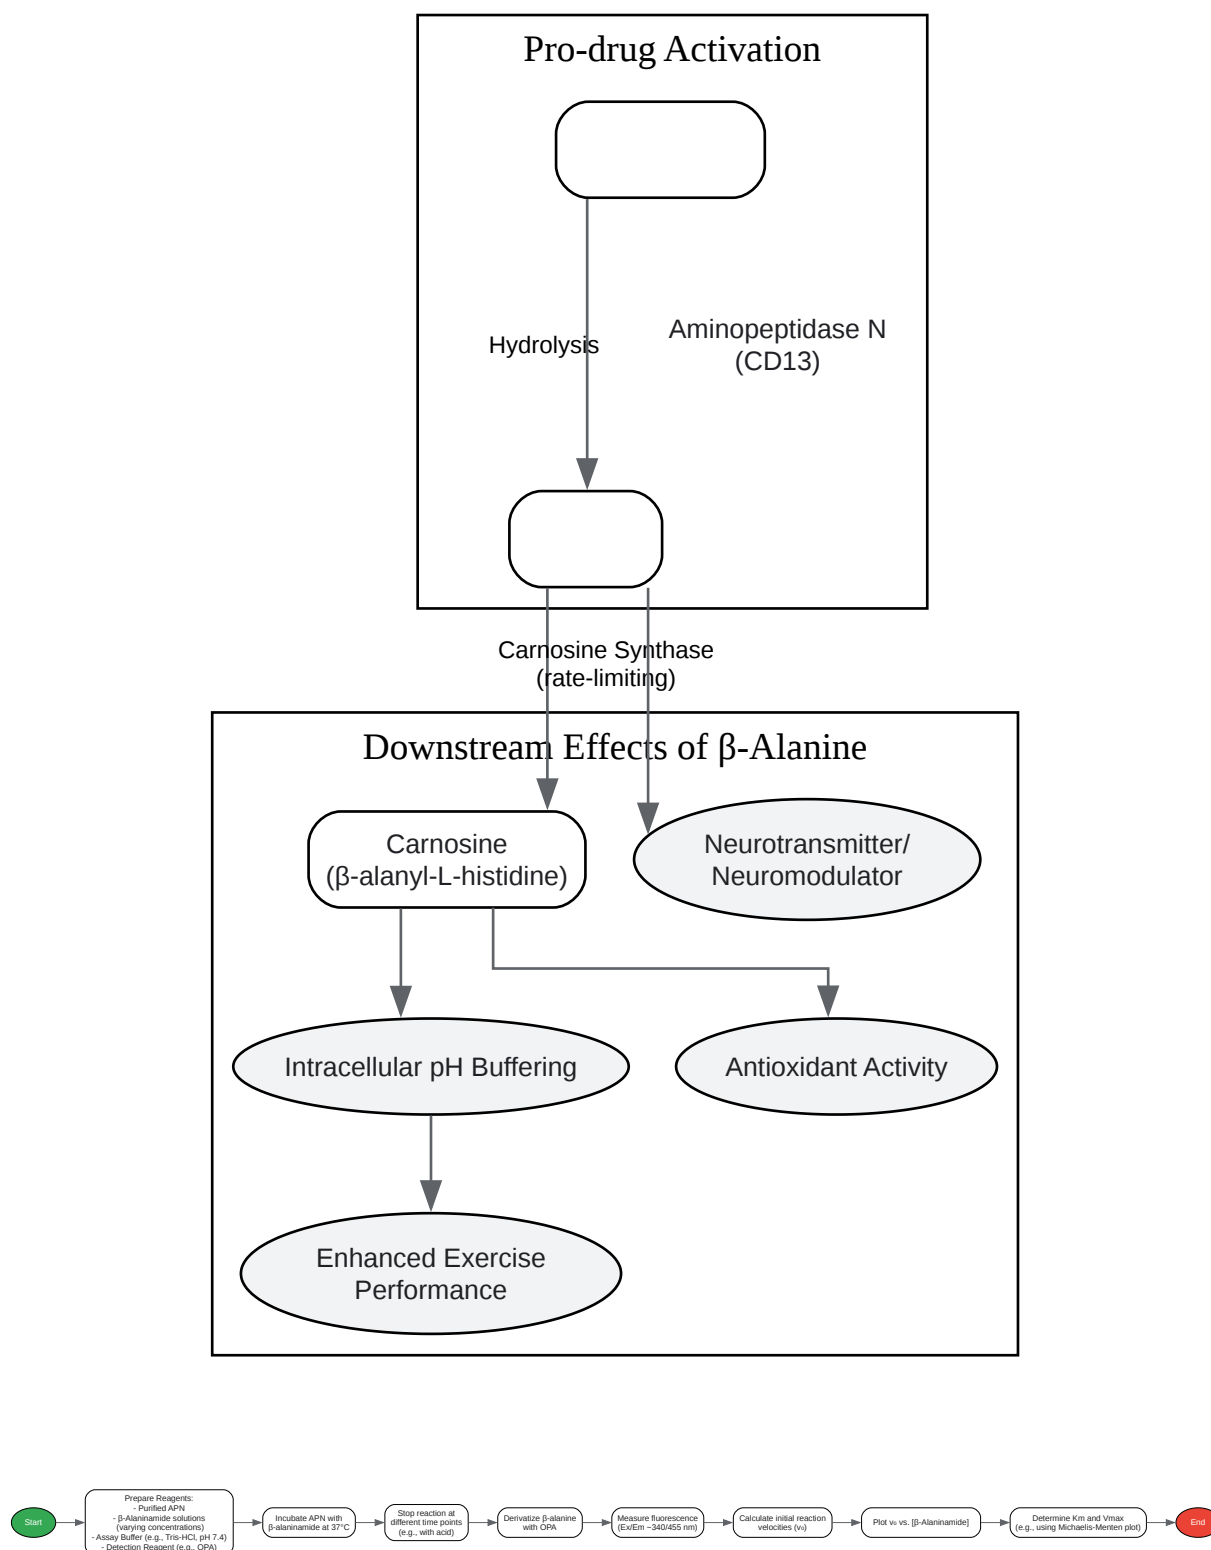 Pro-drug Activation
Hydrolysis
Aminopeptidase N
(CD13)
Carnosine Synthase
(rate-limiting)
Downstream Effects of β-Alanine
Carnosine
(β-alanyl-L-histidine)
Neurotransmitter/
Neuromodulator
Intracellular pH Buffering
Antioxidant Activity
Enhanced Exercise
Performance
Start
Prepare Reagents:
- Purified APN
- β-Alaninamide solutions
(varying concentrations)
- Assay Buffer (e.g., Tris-HCl, pH 7.4)
- Detection Reagent (e.g., OPA)
Incubate APN with
β-alaninamide at 37°C
Stop reaction at
different time points
(e.g., with acid)
Derivatize β-alanine
with OPA
Measure fluorescence
(Ex/Em ~340/455 nm)
Calculate initial reaction
velocities (v₀)
Plot v₀ vs. [β-Alaninamide]
Determine Km and Vmax
(e.g., using Michaelis-Menten plot)
End